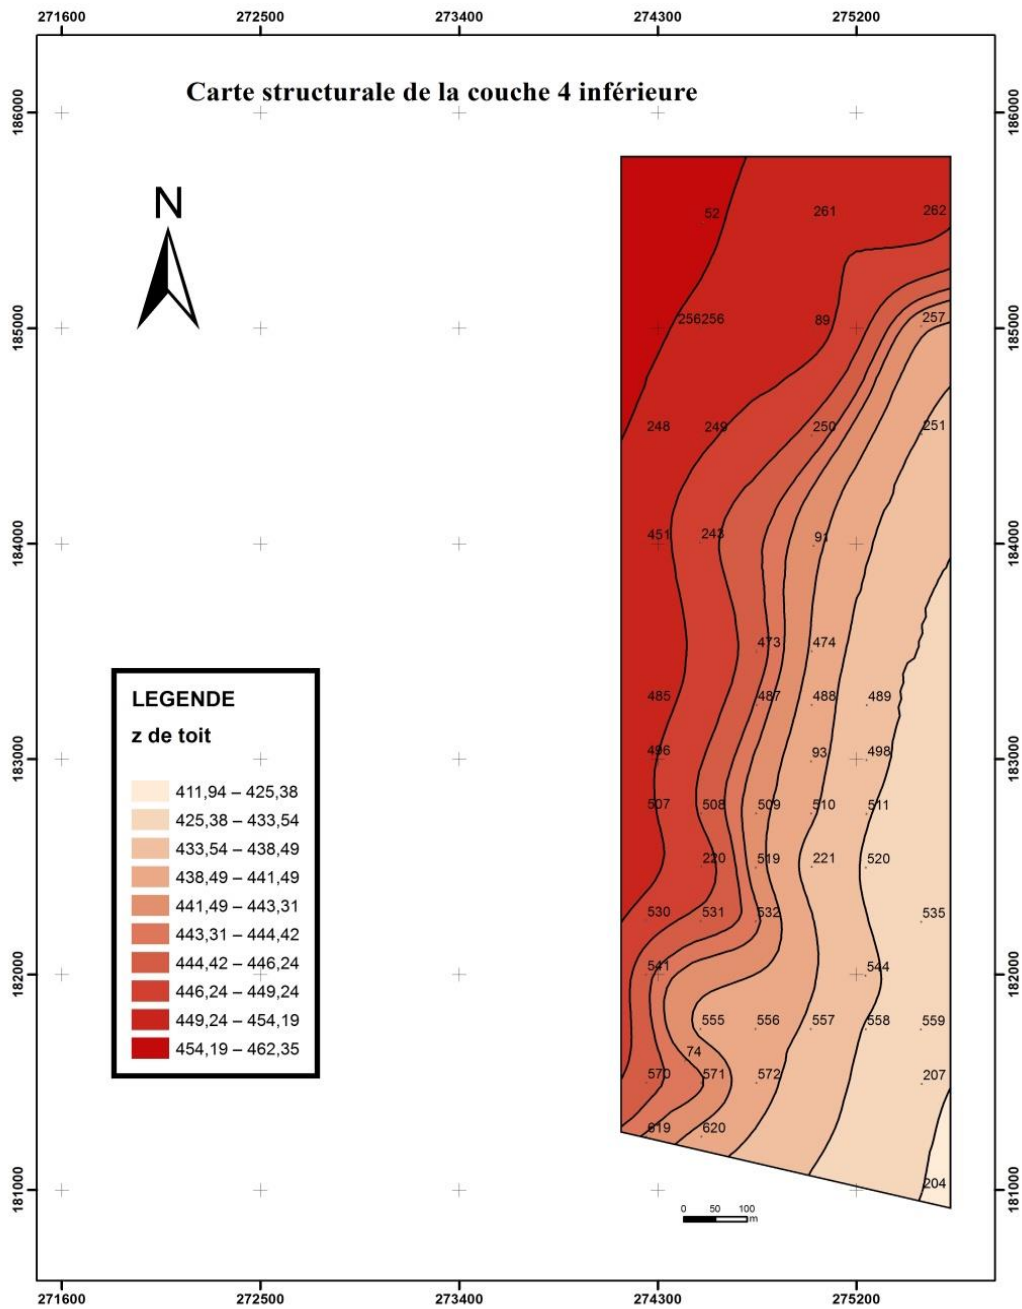 271600 272500 273400 274300 275200
Carte structurale de la couche 4 inférieure
186000 186000
N
52 261 262
185000 185000
256 256 89 257
248 249 250 251
184000 184000
451 243 91
473 474
485 487 488 489
LEGENDE
z de toit
183000 183000
496 93 498
411,94 – 425,38
507 508 509 510 511
425,38 – 433,54
433,54 – 438,49
220 519 221 520
438,49 – 441,49
441,49 – 443,31
530 531 532 535
443,31 – 444,42
444,42 – 446,24
182000 182000
541 544
446,24 – 449,24
449,24 – 454,19
555 556 557 558 559
454,19 – 462,35
74
570 571 572 207
619 620
181000 181000
204
0 50 100
m
271600 272500 273400 274300 275200